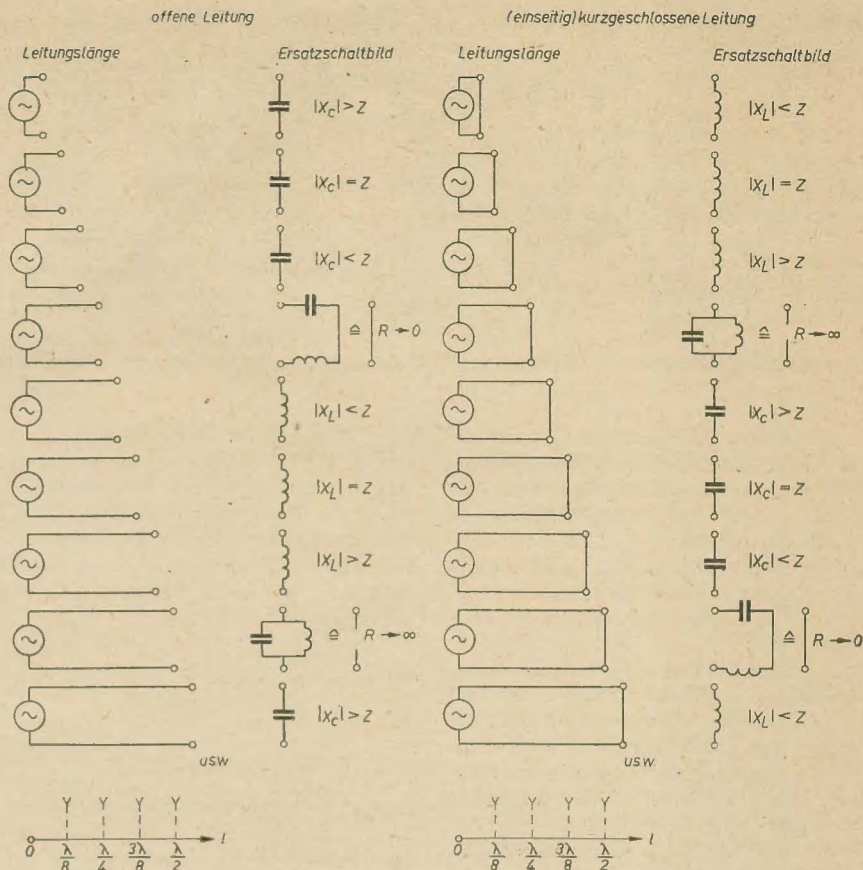 offene Leitung
(einseitig) kurzgeschlossene Leitung
Leitungslänge Ersatzschaltbild Leitungslänge Ersatzschaltbild
|X_C| > Z |X_L| < Z
|X_C| = Z |X_L| = Z
|X_C| < Z |X_L| > Z
≙ R → 0 ≙ R → ∞
|X_L| < Z |X_C| > Z
|X_L| = Z |X_C| = Z
|X_L| > Z |X_C| < Z
≙ R → ∞ ≙ R → 0
|X_C| > Z |X_L| < Z
usw. usw.
0 λ/8 λ/4 3λ/8 λ/2 l 0 λ/8 λ/4 3λ/8 λ/2 l